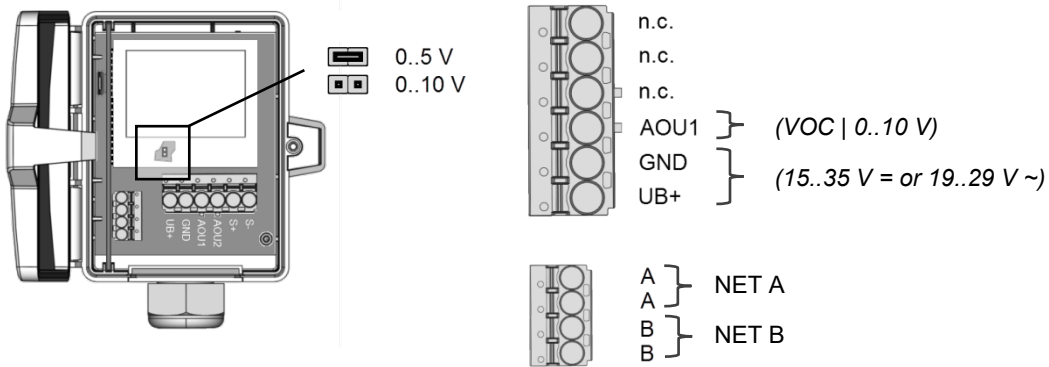 0..5 V
0..10 V
UB+
GND
AOU1
AOU2
S+
S-
n.c.
n.c.
n.c.
AOU1 (VOC | 0..10 V)
GND
(15..35 V = or 19..29 V ~)
UB+
A
A
NET A
B
B
NET B